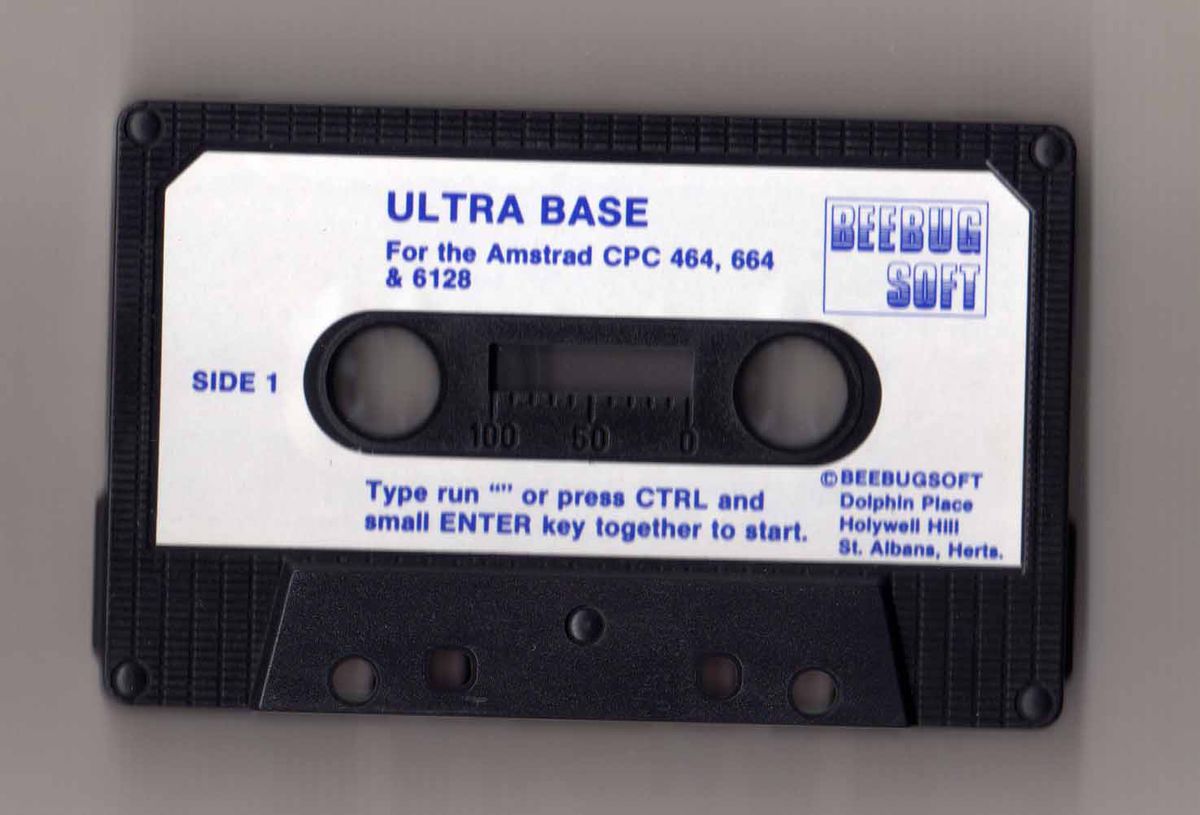 ULTRA BASE
For the Amstrad CPC 464, 664
& 6128
BEEBUG
SOFT
SIDE 1
100 50 0
Type run “” or press CTRL and
small ENTER key together to start.
©BEEBUGSOFT
Dolphin Place
Holywell Hill
St. Albans, Herts.